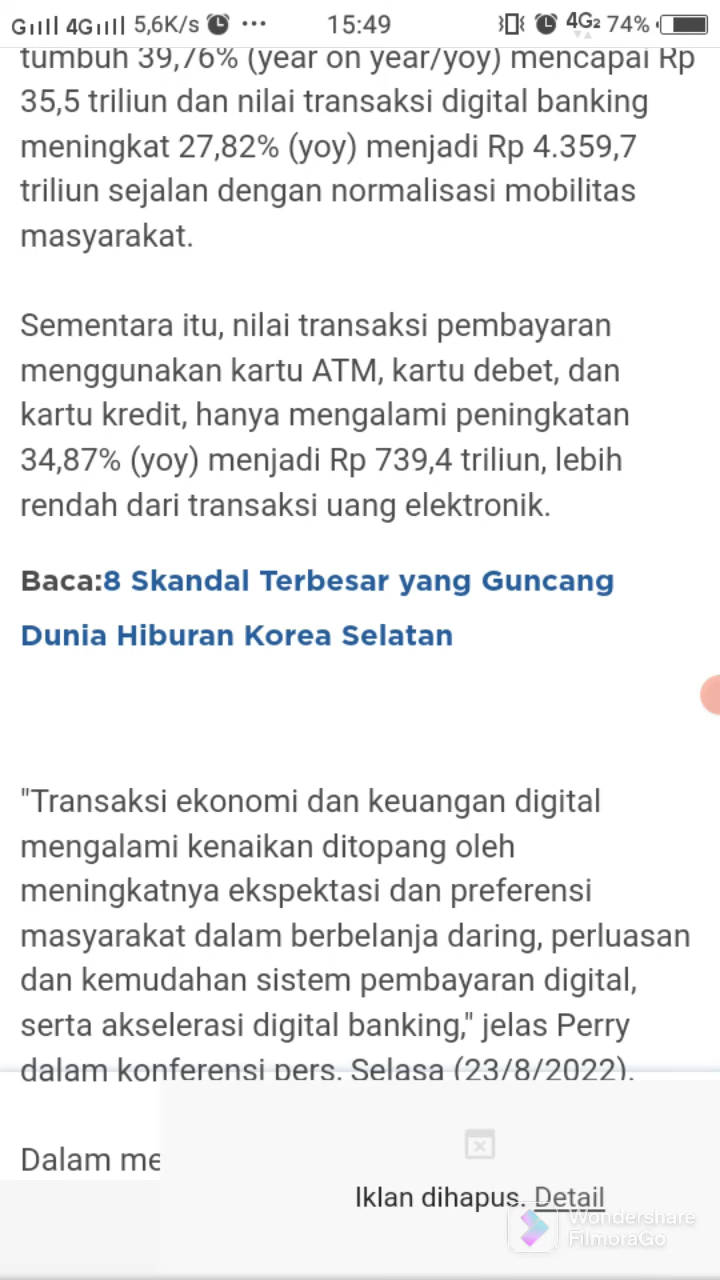 5,6K/s ... 15:49 4G2 74%
tumbuh 39,76% (year on year/yoy) mencapai Rp
35,5 triliun dan nilai transaksi digital banking
meningkat 27,82% (yoy) menjadi Rp 4.359,7
triliun sejalan dengan normalisasi mobilitas
masyarakat.
Sementara itu, nilai transaksi pembayaran
menggunakan kartu ATM, kartu debet, dan
kartu kredit, hanya mengalami peningkatan
34,87% (yoy) menjadi Rp 739,4 triliun, lebih
rendah dari transaksi uang elektronik.
Baca:8 Skandal Terbesar yang Guncang
Dunia Hiburan Korea Selatan
"Transaksi ekonomi dan keuangan digital
mengalami kenaikan ditopang oleh
meningkatnya ekspektasi dan preferensi
masyarakat dalam berbelanja daring, perluasan
dan kemudahan sistem pembayaran digital,
serta akselerasi digital banking," jelas Perry
dalam konferensi pers, Selasa (23/8/2022).
Dalam me
Iklan dihapus. Detail
Wondershare
FilmoraGo